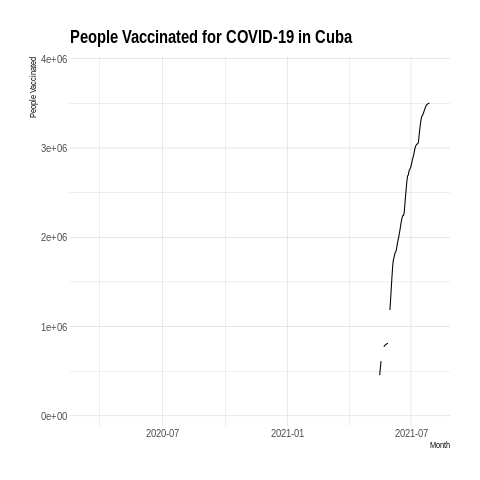 People Vaccinated for COVID-19 in Cuba
People Vaccinated
4e+06
3e+06
2e+06
1e+06
0e+00
2020-07 2021-01 2021-07
Month